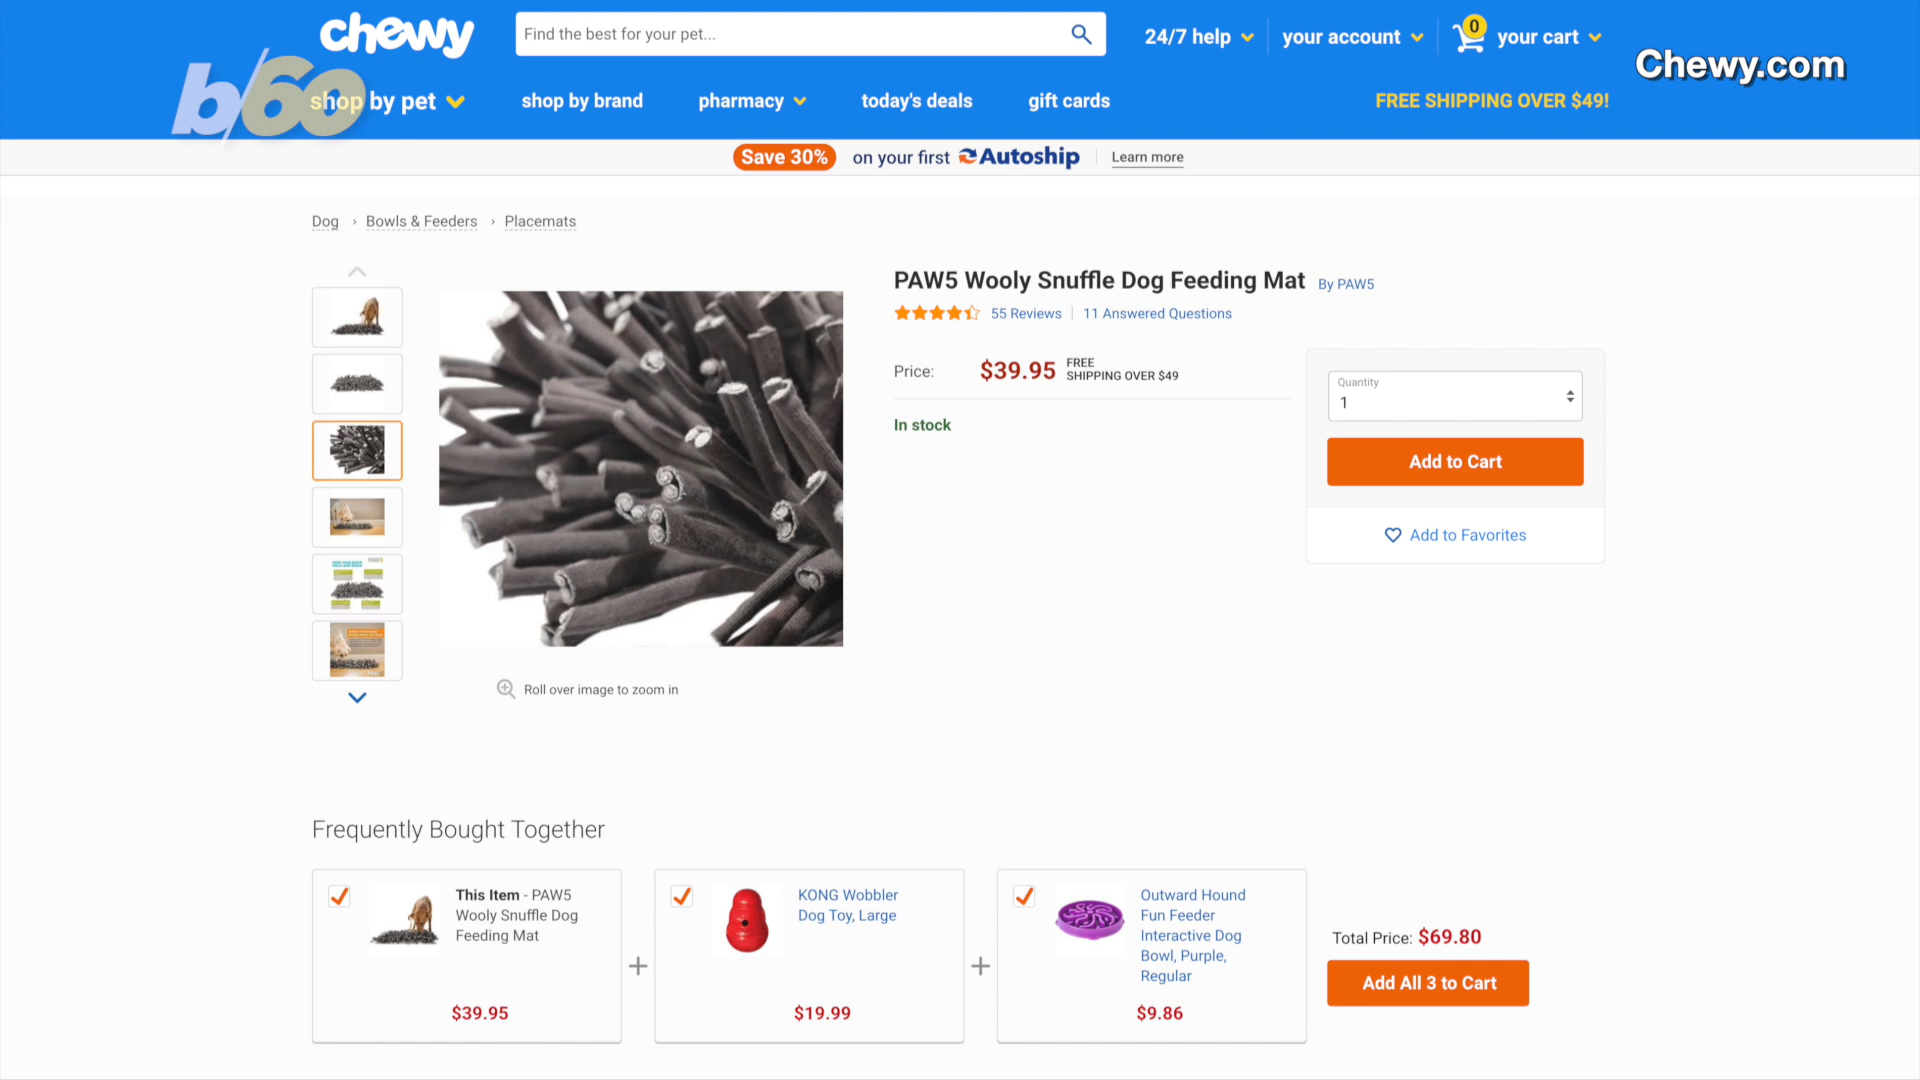 chewy
Find the best for your pet...
24/7 help
your account
0
your cart
Chewy.com
b/60
shop by pet
shop by brand
pharmacy
today's deals
gift cards
FREE SHIPPING OVER $49!
Save 30% on your first Autoship
Learn more
Dog › Bowls & Feeders › Placemats
PAW5 Wooly Snuffle Dog Feeding Mat By PAW5
55 Reviews
11 Answered Questions
Price: $39.95 FREE
SHIPPING OVER $49
In stock
Quantity
1
Add to Cart
Add to Favorites
Roll over image to zoom in
Frequently Bought Together
This Item - PAW5
Wooly Snuffle Dog
Feeding Mat
$39.95
+
KONG Wobbler
Dog Toy, Large
$19.99
+
Outward Hound
Fun Feeder
Interactive Dog
Bowl, Purple,
Regular
$9.86
Total Price: $69.80
Add All 3 to Cart